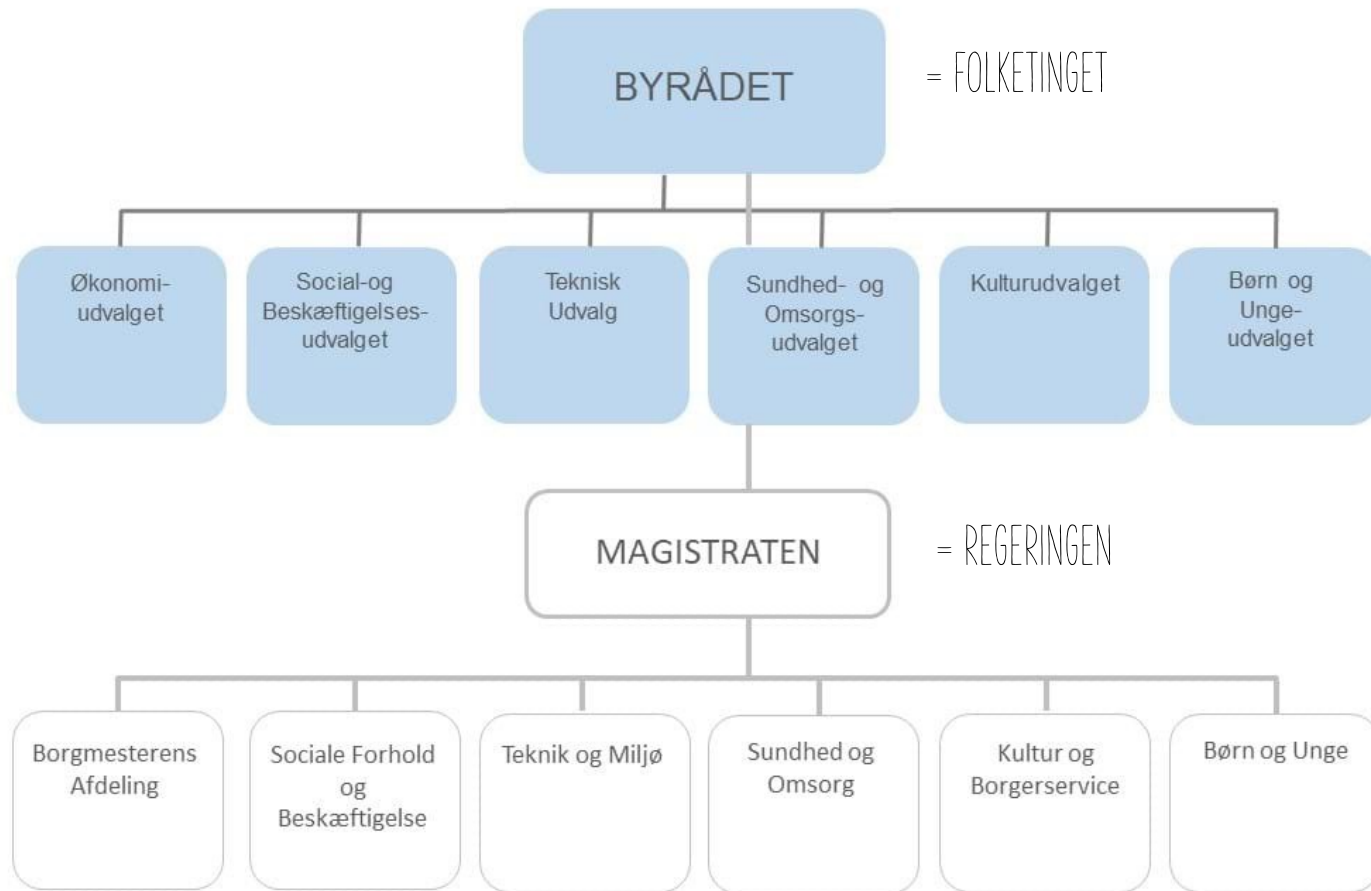 BYRÅDET
= FOLKETINGET
Økonomi-
udvalget
Social-og
Beskæftigelses-
udvalget
Teknisk
Udvalg
Sundhed- og
Omsorgs-
udvalget
Kulturudvalget
Børn og
Unge-
udvalget
MAGISTRATEN
= REGERINGEN
Borgmesterens
Afdeling
Sociale Forhold
og
Beskæftigelse
Teknik og Miljø
Sundhed og
Omsorg
Kultur og
Borgerservice
Børn og Unge